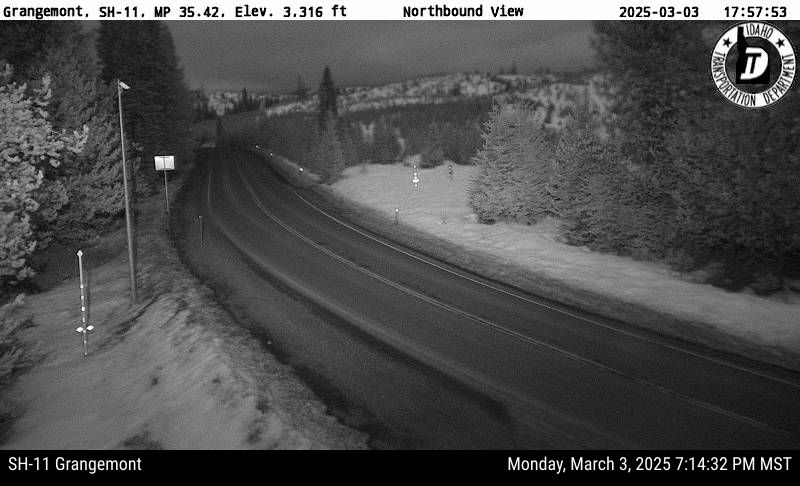 Grangemont, SH-11, MP 35.42, Elev. 3,316 ft Northbound View 2025-03-03 17:57:53
IDAHO
TRANSPORTATION DEPARTMENT
SH-11 Grangemont Monday, March 3, 2025 7:14:32 PM MST